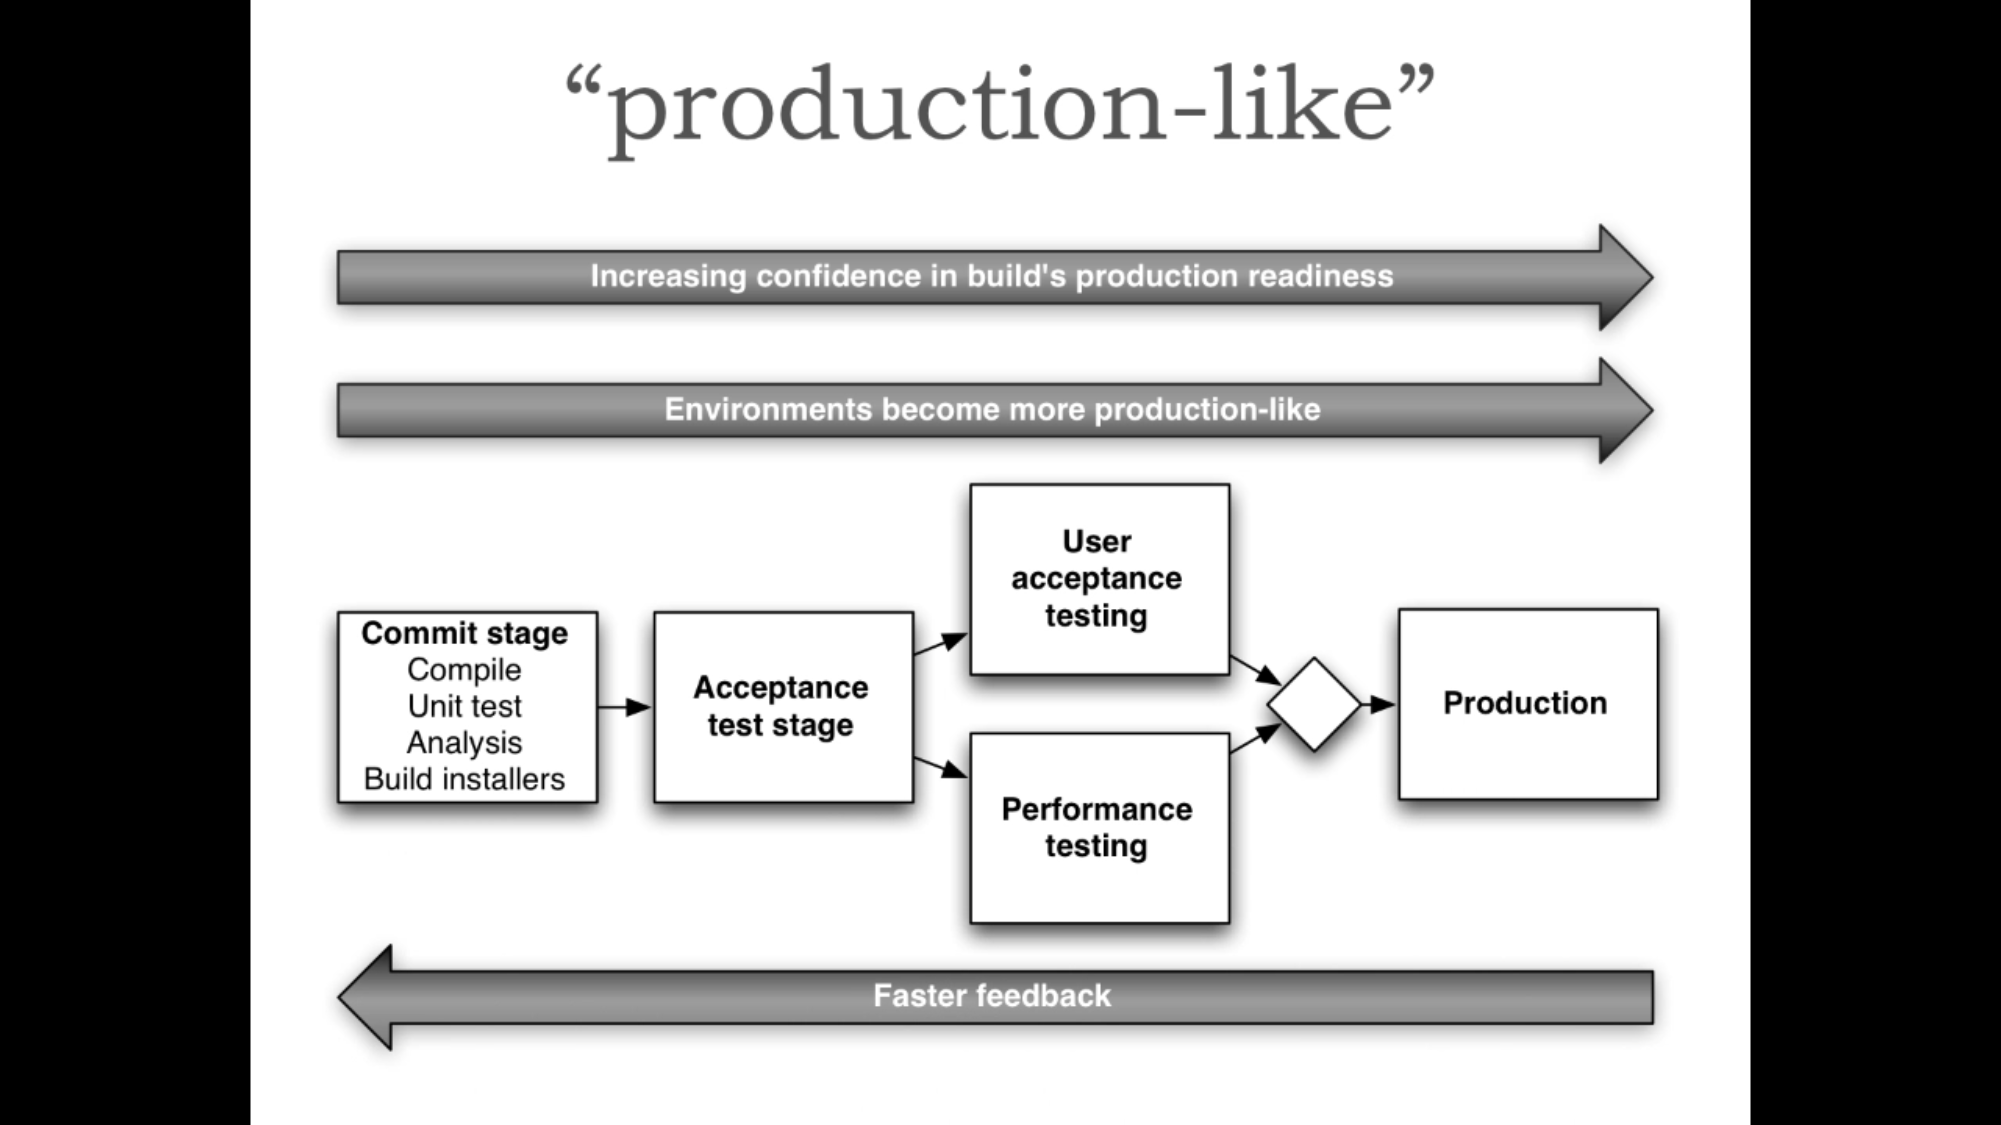 “production-like”
Increasing confidence in build's production readiness
Environments become more production-like
Commit stage
Compile
Unit test
Analysis
Build installers
Acceptance
test stage
User
acceptance
testing
Performance
testing
Production
Faster feedback